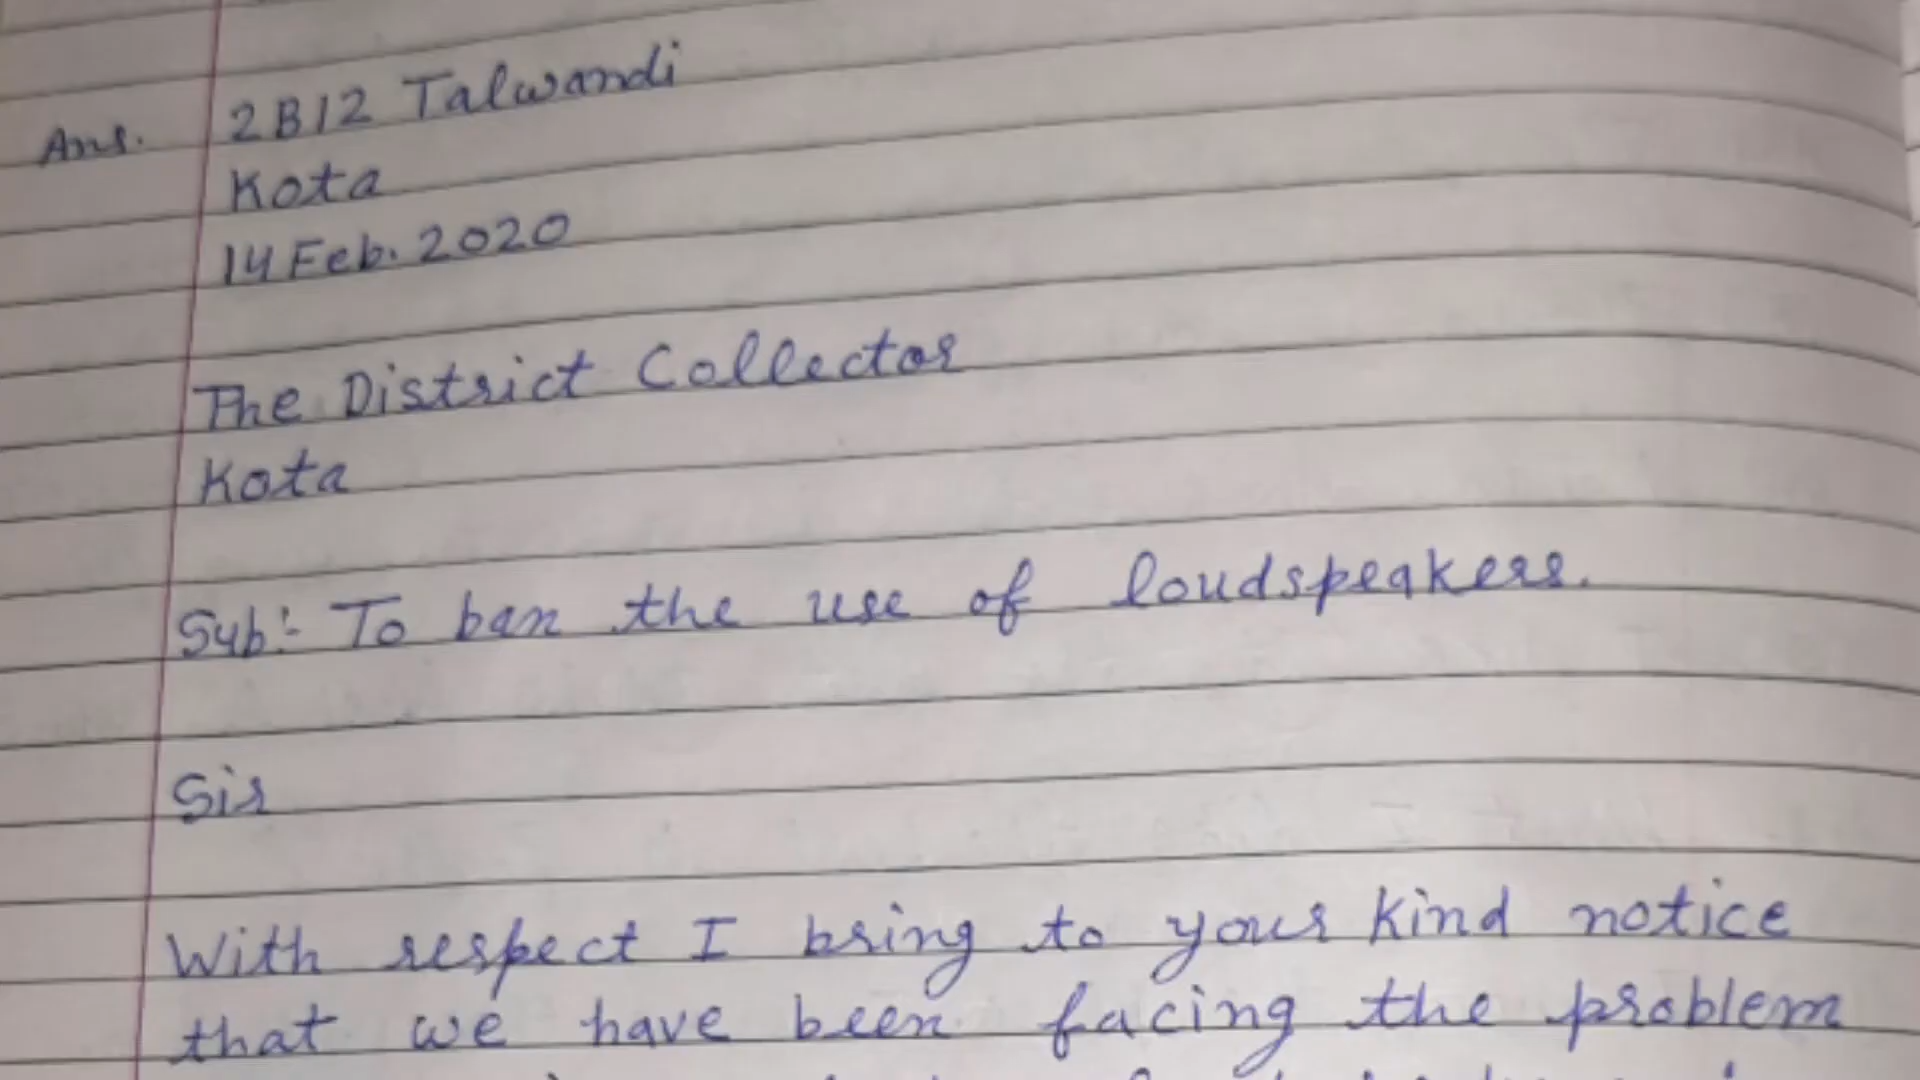 Ans. 2B12 Talwandi
Kota
14 Feb. 2020
The District Collector
Kota
Sub:- To ban the use of loudspeakers.
Sir
With respect I bring to your kind notice
that we have been facing the problem